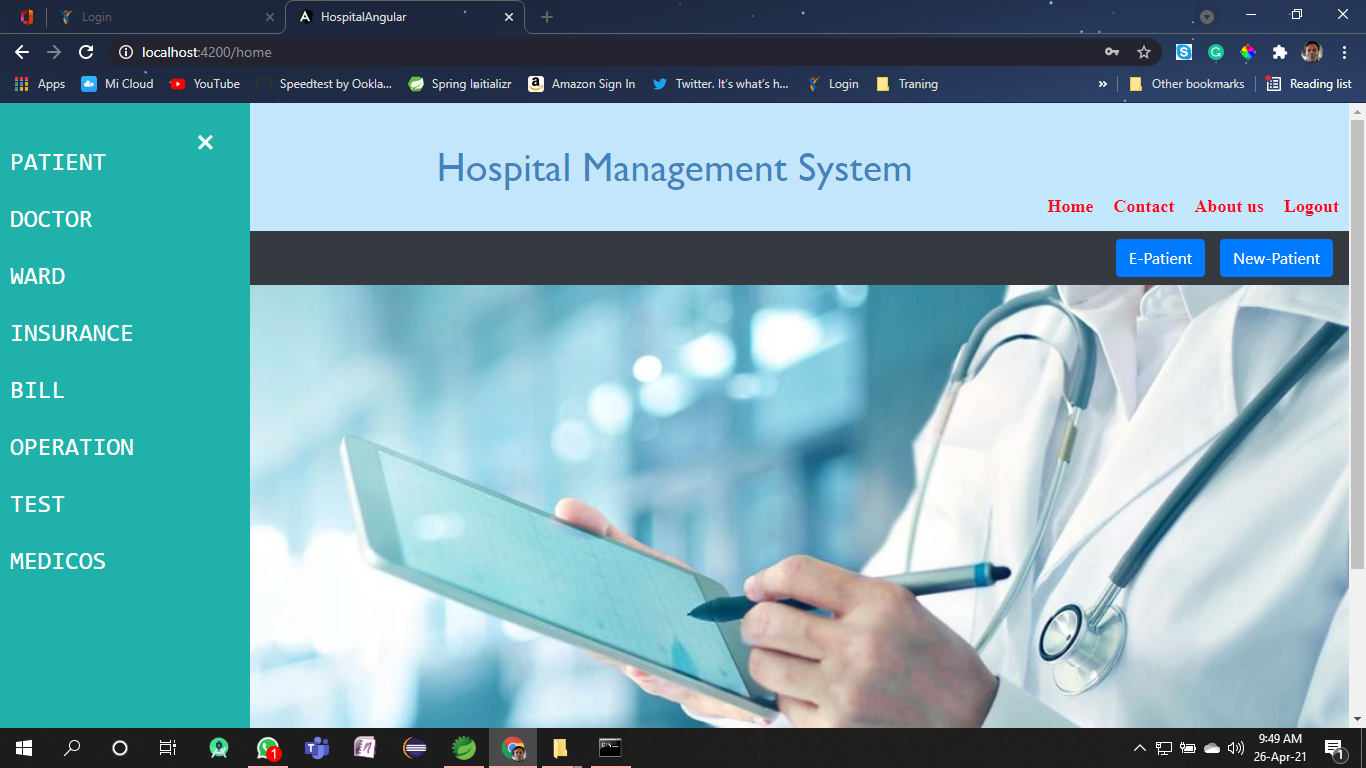 Login
HospitalAngular
localhost:4200/home
Apps
Mi Cloud
YouTube
Speedtest by Ookla...
Spring Initializr
Amazon Sign In
Twitter. It's what's h...
Login
Traning
»
Other bookmarks
Reading list
PATIENT
DOCTOR
WARD
INSURANCE
BILL
OPERATION
TEST
MEDICOS
Hospital Management System
Home Contact About us Logout
E-Patient New-Patient
1
9:49 AM
26-Apr-21
1